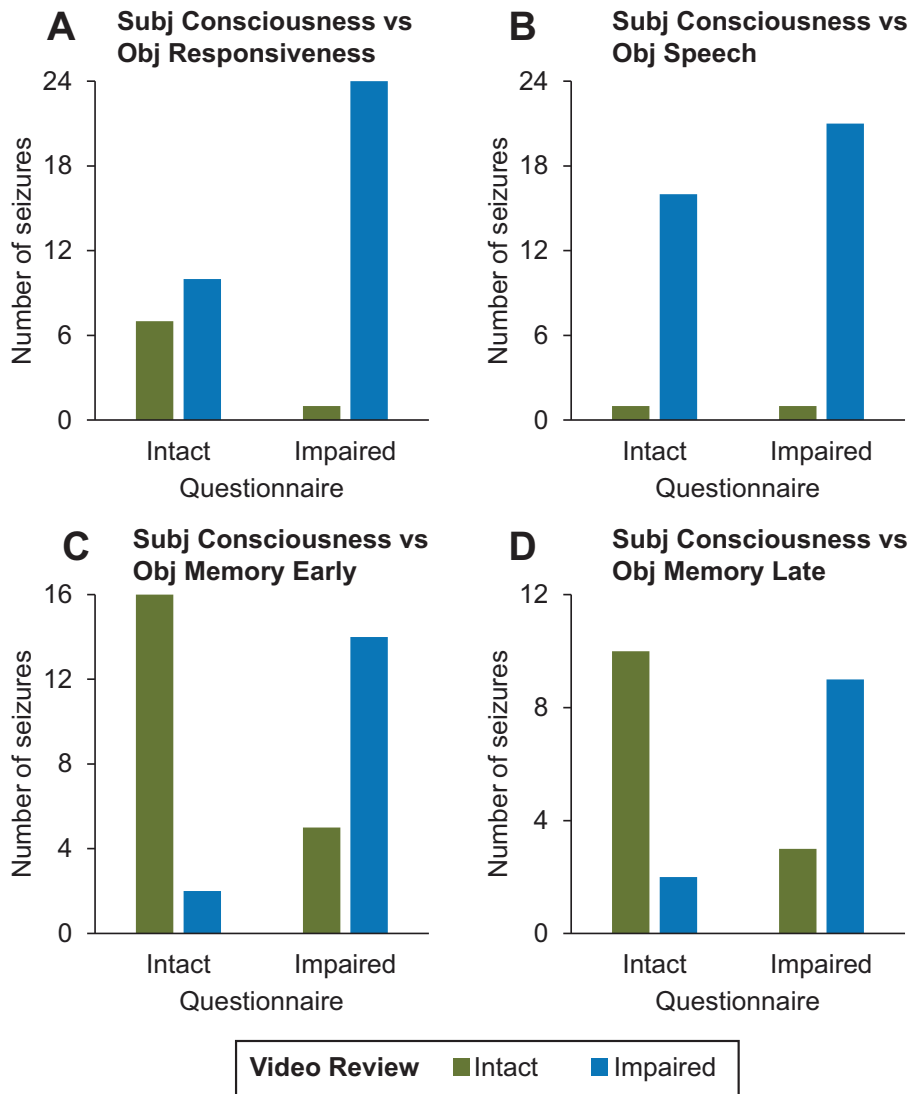 A
Subj Consciousness vs
Obj Responsiveness
Number of seizures
24
18
12
6
0
Intact
Impaired
Questionnaire
B
Subj Consciousness vs
Obj Speech
Number of seizures
24
18
12
6
0
Intact
Impaired
Questionnaire
C
Subj Consciousness vs
Obj Memory Early
Number of seizures
16
12
8
4
0
Intact
Impaired
Questionnaire
D
Subj Consciousness vs
Obj Memory Late
Number of seizures
12
8
4
0
Intact
Impaired
Questionnaire
Video Review Intact Impaired